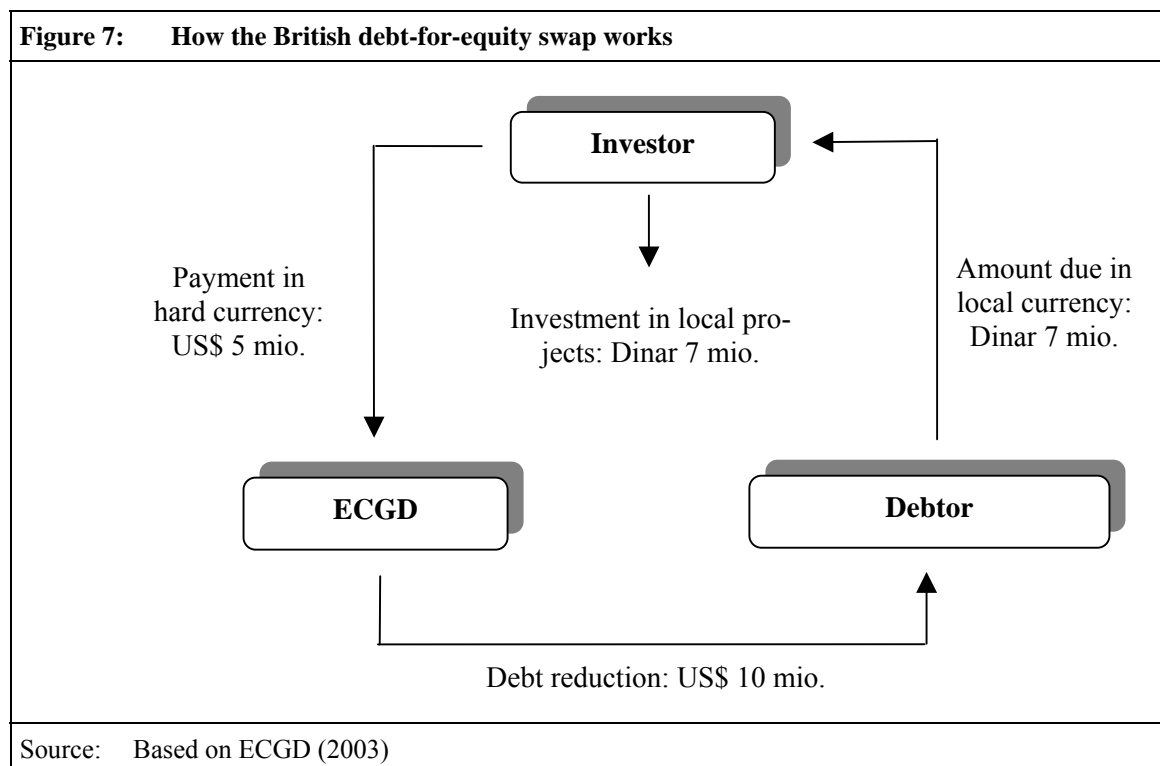 Figure 7: How the British debt-for-equity swap works
Investor
Payment in
hard currency:
US$ 5 mio.
Investment in local pro-
jects: Dinar 7 mio.
Amount due in
local currency:
Dinar 7 mio.
ECGD
Debtor
Debt reduction: US$ 10 mio.
Source: Based on ECGD (2003)